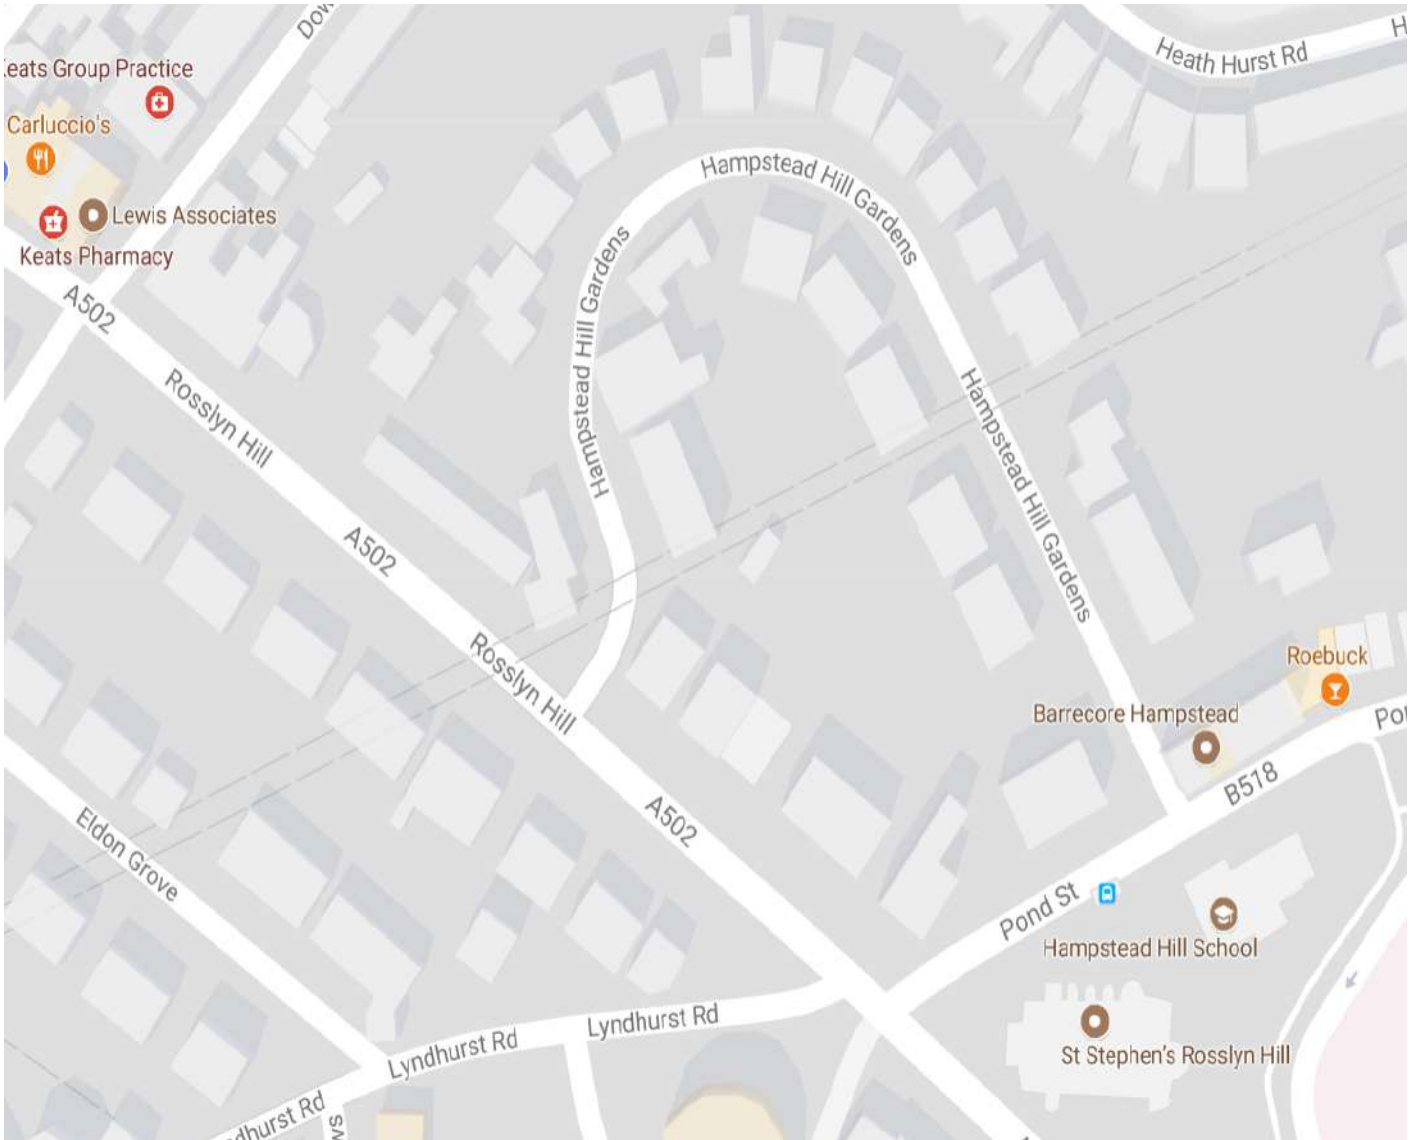 Heath Hurst Rd
eats Group Practice
Carluccio's
Hampstead Hill Gardens
Lewis Associates
Keats Pharmacy
A502
Hampstead Hill Gardens
Rosslyn Hill
Hampstead Hill Gardens
A502
Rosslyn Hill
Roebuck
Barrecore Hampstead
B518
A502
Eldon Grove
Pond St
Hampstead Hill School
Lyndhurst Rd
Lyndhurst Rd
St Stephen's Rosslyn Hill
dhurst Rd